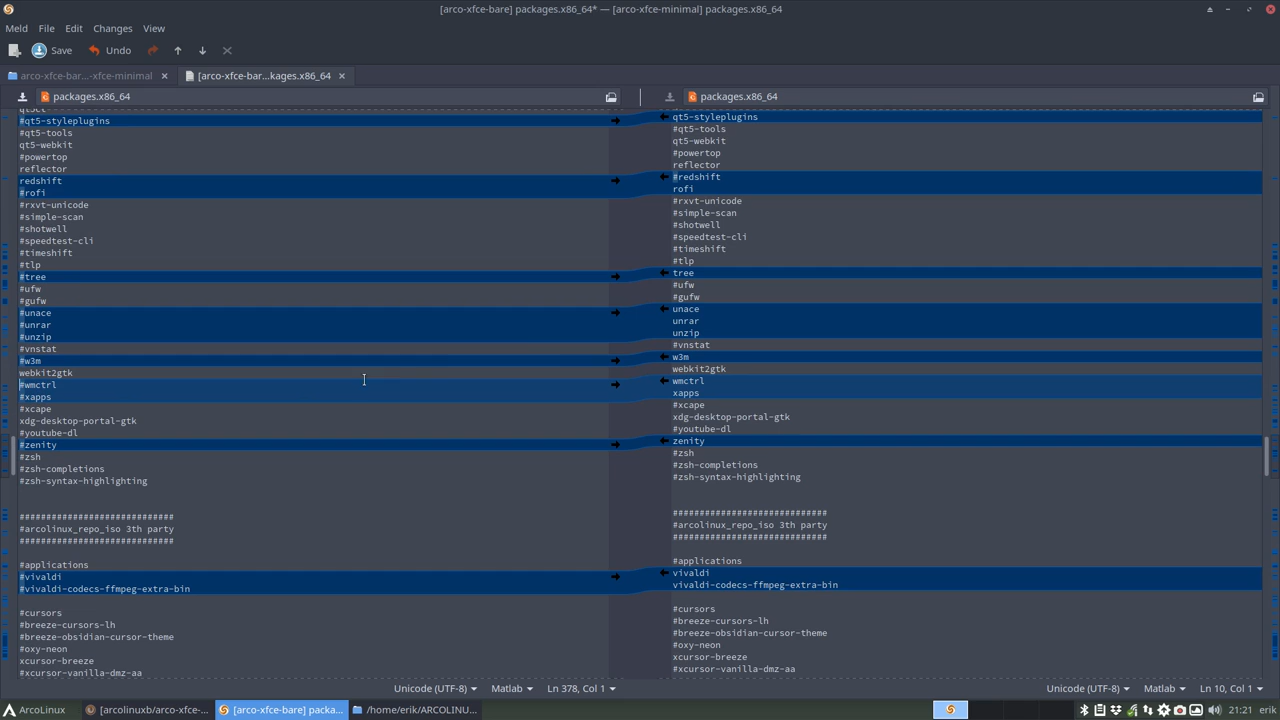 [arco-xfce-bare] packages.x86_64* — [arco-xfce-minimal] packages.x86_64
Meld File Edit Changes View
Save Undo
arco-xfce-bar...-xfce-minimal
[arco-xfce-bar...kages.x86_64
packages.x86_64
qt5ct
#qt5-styleplugins
#qt5-tools
qt5-webkit
#powertop
reflector
redshift
#rofi
#rxvt-unicode
#simple-scan
#shotwell
#speedtest-cli
#timeshift
#tlp
#tree
#ufw
#gufw
#unace
#unrar
#unzip
#vnstat
#w3m
webkit2gtk
#wmctrl
#xapps
#xcape
xdg-desktop-portal-gtk
#youtube-dl
#zenity
#zsh
#zsh-completions
#zsh-syntax-highlighting
############################
#arcolinux_repo_iso 3th party
############################
#applications
#vivaldi
#vivaldi-codecs-ffmpeg-extra-bin
#cursors
#breeze-cursors-lh
#breeze-obsidian-cursor-theme
#oxy-neon
xcursor-breeze
#xcursor-vanilla-dmz-aa
Unicode (UTF-8) Matlab Ln 378, Col 1
packages.x86_64
qt5-styleplugins
#qt5-tools
qt5-webkit
#powertop
reflector
#redshift
rofi
#rxvt-unicode
#simple-scan
#shotwell
#speedtest-cli
#timeshift
#tlp
tree
#ufw
#gufw
unace
unrar
unzip
#vnstat
w3m
webkit2gtk
wmctrl
xapps
#xcape
xdg-desktop-portal-gtk
#youtube-dl
zenity
#zsh
#zsh-completions
#zsh-syntax-highlighting
############################
#arcolinux_repo_iso 3th party
############################
#applications
vivaldi
vivaldi-codecs-ffmpeg-extra-bin
#cursors
#breeze-cursors-lh
#breeze-obsidian-cursor-theme
#oxy-neon
xcursor-breeze
#xcursor-vanilla-dmz-aa
Unicode (UTF-8) Matlab Ln 10, Col 1
ArcoLinux [arcolinuxb/arco-xfce-... [arco-xfce-bare] packa... /home/erik/ARCOLINU... 21:21 erik